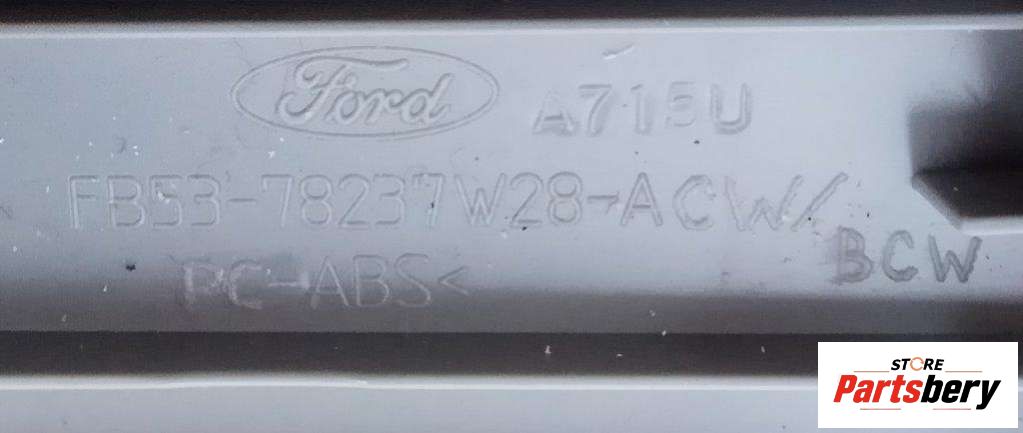 Ford
A715U
FB53-78237W28-ACW/
BCW
PC-ABS<
STORE
Partsbery